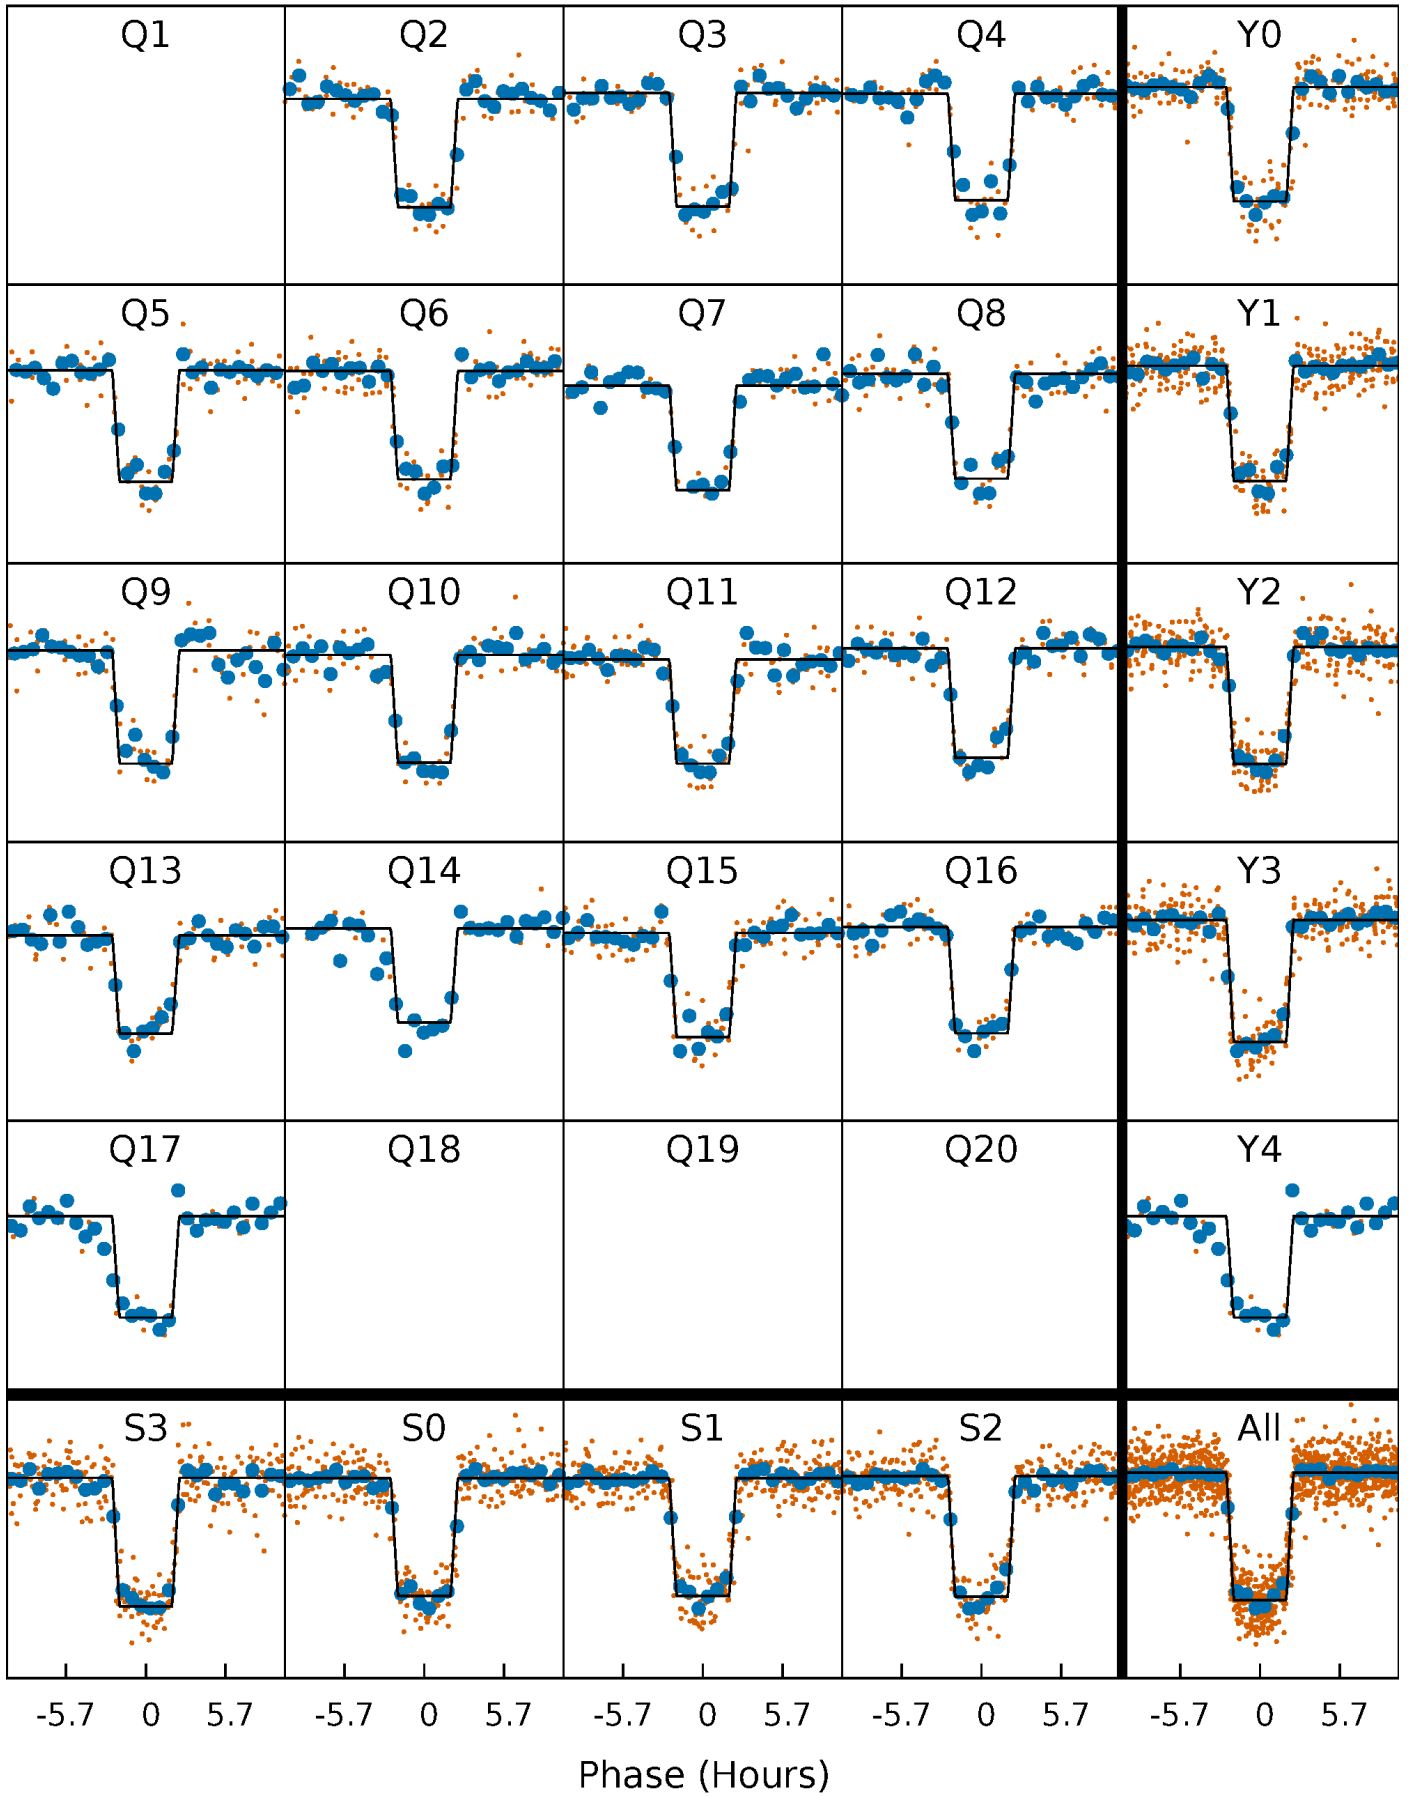 Q1 Q2 Q3 Q4 Y0
Q5 Q6 Q7 Q8 Y1
Q9 Q10 Q11 Q12 Y2
Q13 Q14 Q15 Q16 Y3
Q17 Q18 Q19 Q20 Y4
S3 S0 S1 S2 All
-5.7 0 5.7 -5.7 0 5.7 -5.7 0 5.7 -5.7 0 5.7 -5.7 0 5.7
Phase (Hours)